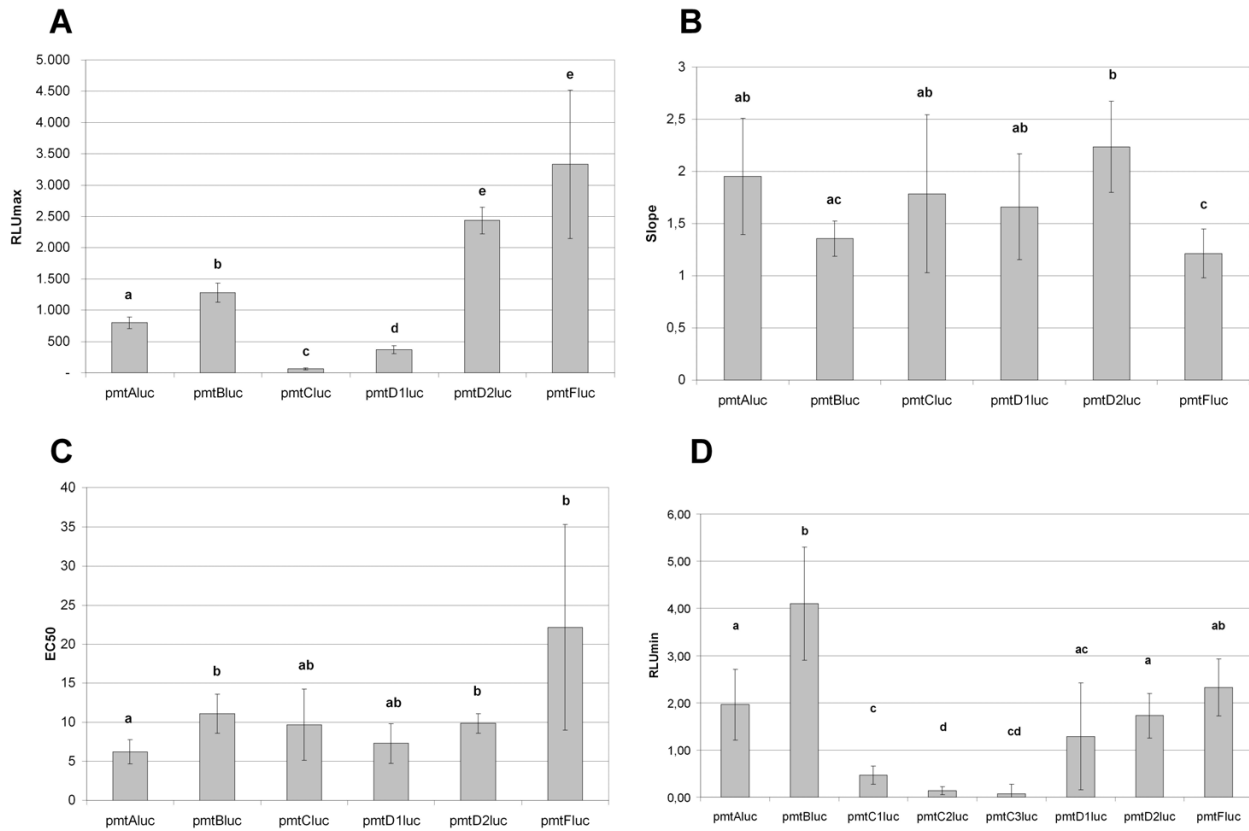 A
5.000
4.500
4.000
3.500
3.000
2.500
2.000
1.500
1.000
500
-
RLUmax
a
b
c
d
e
e
pmtAluc
pmtBluc
pmtCluc
pmtD1luc
pmtD2luc
pmtFluc
B
3
2,5
2
1,5
1
0,5
0
Slope
ab
ac
ab
ab
b
c
pmtAluc
pmtBluc
pmtCluc
pmtD1luc
pmtD2luc
pmtFluc
C
40
35
30
25
20
15
10
5
0
EC50
a
b
ab
ab
b
b
pmtAluc
pmtBluc
pmtCluc
pmtD1luc
pmtD2luc
pmtFluc
D
6,00
5,00
4,00
3,00
2,00
1,00
0,00
RLUmin
a
b
c
d
cd
ac
a
ab
pmtAluc
pmtBluc
pmtC1luc
pmtC2luc
pmtC3luc
pmtD1luc
pmtD2luc
pmtFluc